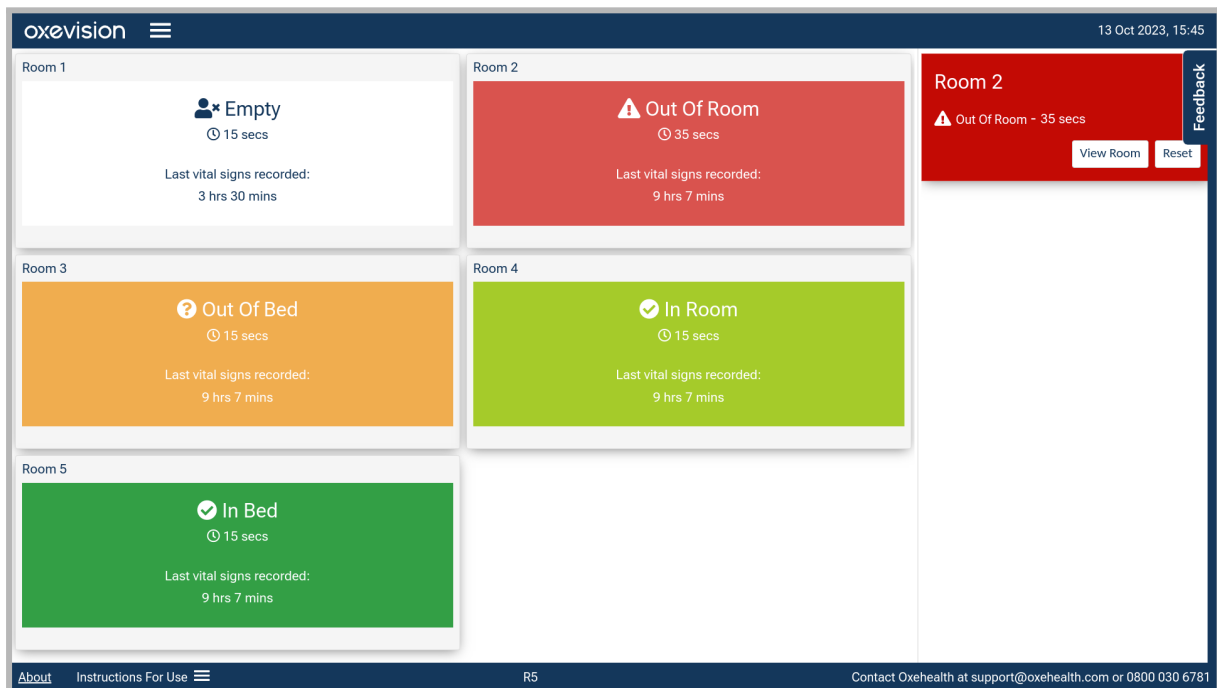 oxevision
13 Oct 2023, 15:45
Room 1
Empty
15 secs
Last vital signs recorded:
3 hrs 30 mins
Room 2
Out Of Room
35 secs
Last vital signs recorded:
9 hrs 7 mins
Room 3
Out Of Bed
15 secs
Last vital signs recorded:
9 hrs 7 mins
Room 4
In Room
15 secs
Last vital signs recorded:
9 hrs 7 mins
Room 5
In Bed
15 secs
Last vital signs recorded:
9 hrs 7 mins
Room 2
Out Of Room - 35 secs
View Room Reset
Feedback
About Instructions For Use R5 Contact Oxehealth at support@oxehealth.com or 0800 030 6781